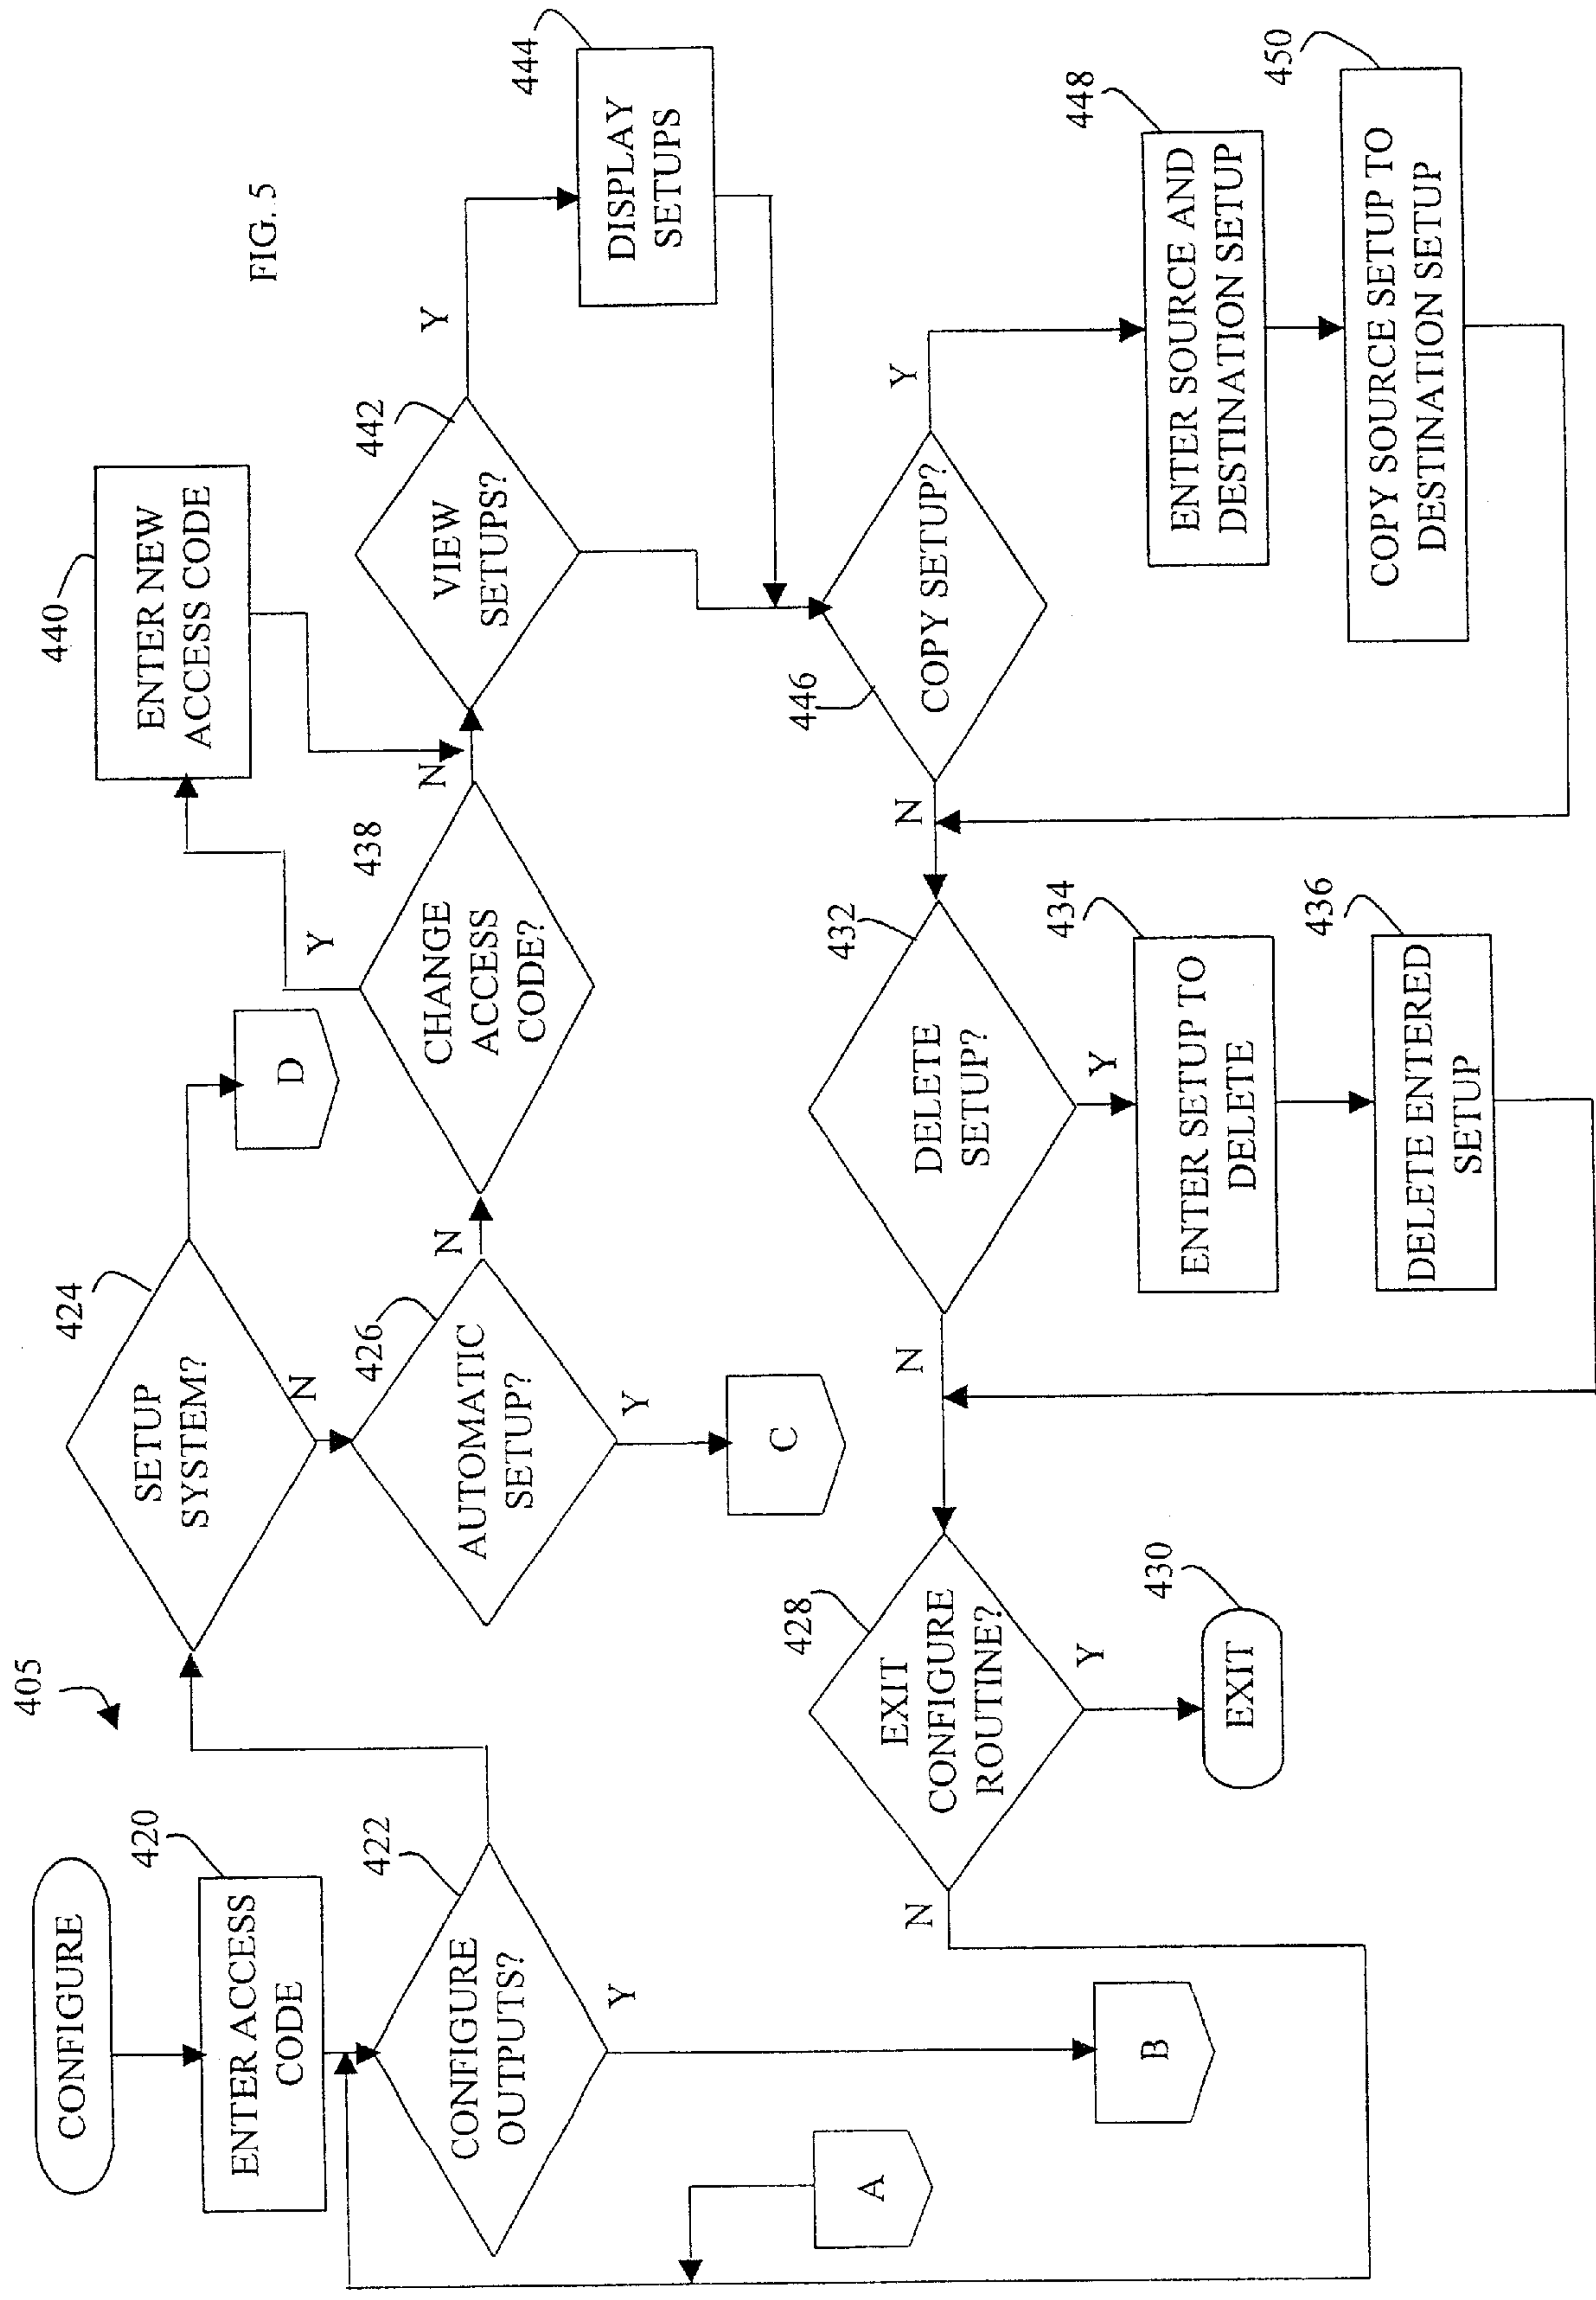 FIG. 5
405
CONFIGURE
420
ENTER ACCESS
CODE
422
CONFIGURE
OUTPUTS?
Y
B
A
424
SETUP
SYSTEM?
N
D
426
AUTOMATIC
SETUP?
Y
C
N
438
CHANGE
ACCESS
CODE?
Y
440
ENTER NEW
ACCESS CODE
N
442
VIEW
SETUPS?
Y
444
DISPLAY
SETUPS
446
COPY SETUP?
Y
448
ENTER SOURCE AND
DESTINATION SETUP
450
COPY SOURCE SETUP TO
DESTINATION SETUP
N
432
DELETE
SETUP?
Y
434
ENTER SETUP TO
DELETE
436
DELETE ENTERED
SETUP
N
428
EXIT
CONFIGURE
ROUTINE?
Y
430
EXIT
N